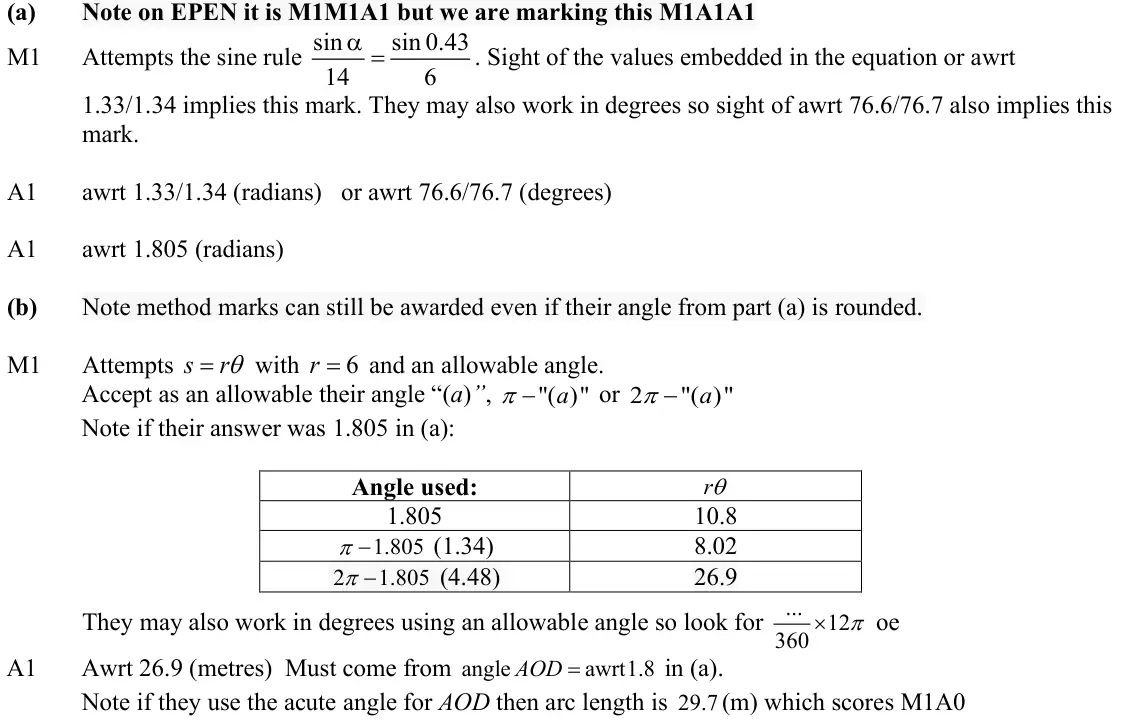 (a) Note on EPEN it is M1M1A1 but we are marking this M1A1A1
M1 Attempts the sine rule sin α / 14 = sin 0.43 / 6 . Sight of the values embedded in the equation or awrt
1.33/1.34 implies this mark. They may also work in degrees so sight of awrt 76.6/76.7 also implies this
mark.
A1 awrt 1.33/1.34 (radians) or awrt 76.6/76.7 (degrees)
A1 awrt 1.805 (radians)
(b) Note method marks can still be awarded even if their angle from part (a) is rounded.
M1 Attempts s = rθ with r = 6 and an allowable angle.
Accept as an allowable their angle “(a)”, π −"(a)" or 2π −"(a)"
Note if their answer was 1.805 in (a):
Angle used: rθ
1.805 10.8
π −1.805 (1.34) 8.02
2π −1.805 (4.48) 26.9
They may also work in degrees using an allowable angle so look for ... / 360 ×12π oe
A1 Awrt 26.9 (metres) Must come from angle AOD = awrt1.8 in (a).
Note if they use the acute angle for AOD then arc length is 29.7 (m) which scores M1A0